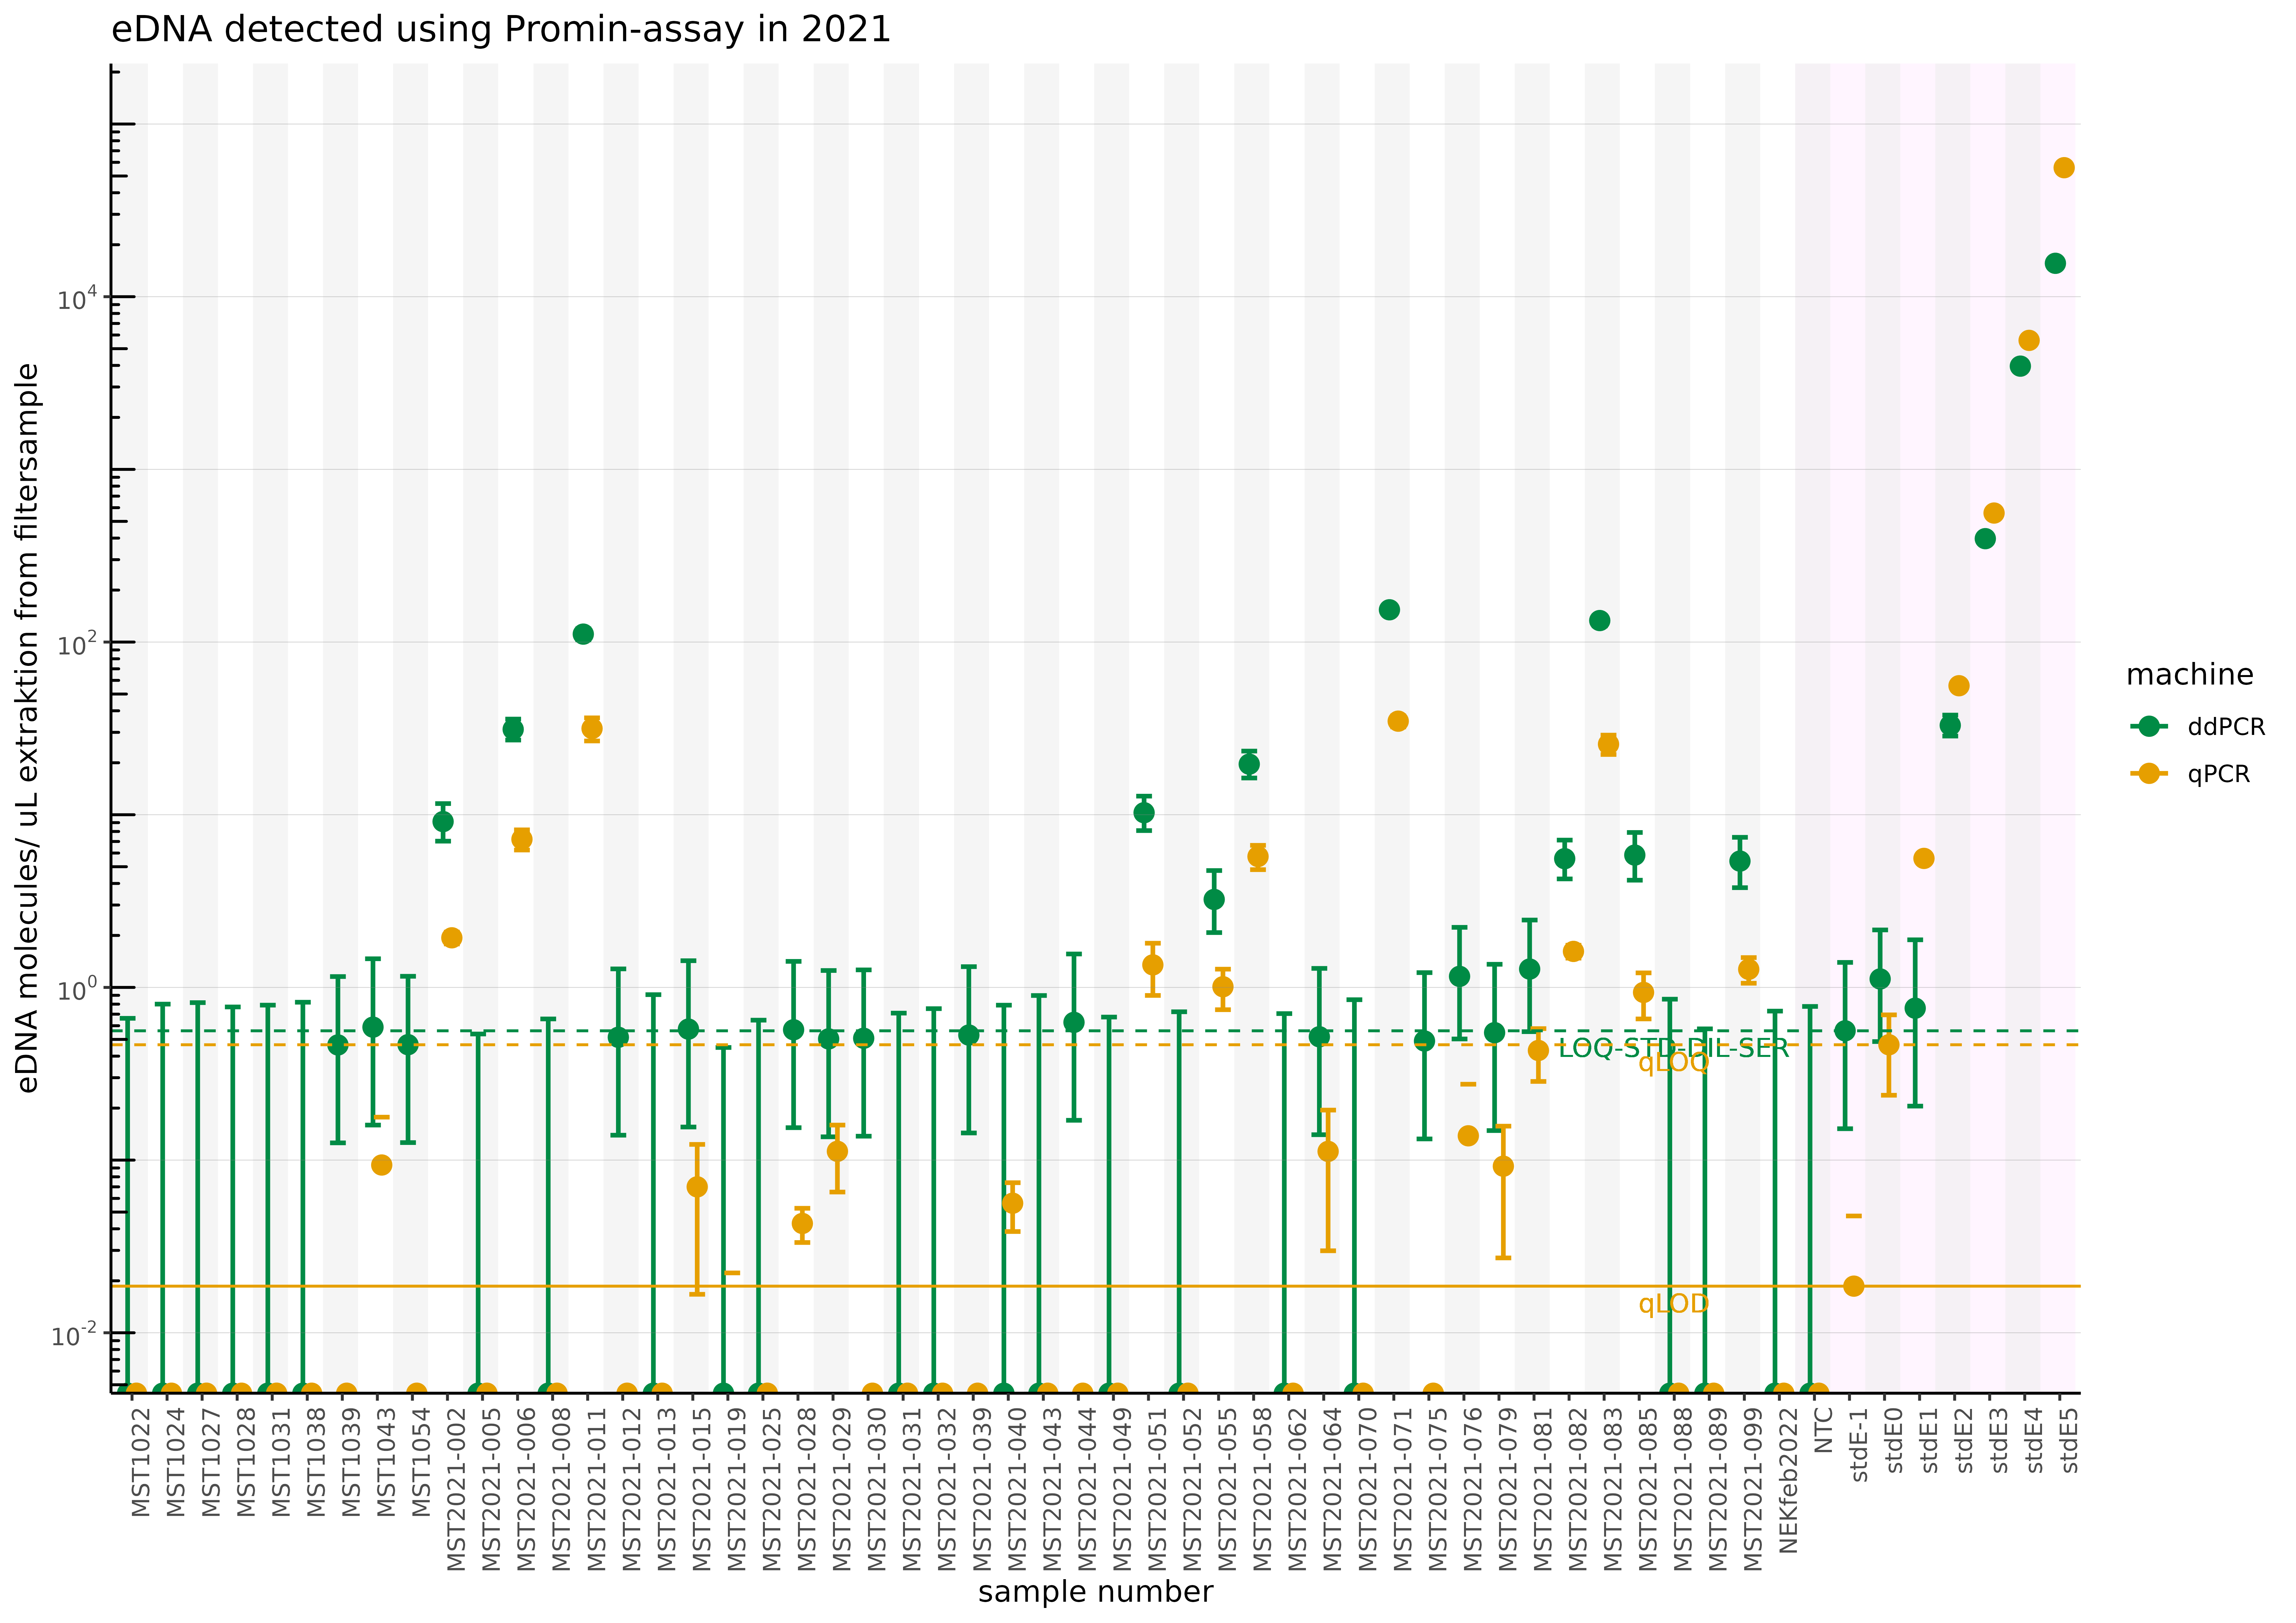 eDNA detected using Promin-assay in 2021
eDNA molecules/ uL extraktion from filtersample
10^4
10^2
10^0
10^-2
LOQ-STD-DIL-SER
qLOQ
qLOD
machine
ddPCR
qPCR
MST1022
MST1024
MST1027
MST1028
MST1031
MST1038
MST1039
MST1043
MST1054
MST2021-002
MST2021-005
MST2021-006
MST2021-008
MST2021-011
MST2021-012
MST2021-013
MST2021-015
MST2021-019
MST2021-025
MST2021-028
MST2021-029
MST2021-030
MST2021-031
MST2021-032
MST2021-039
MST2021-040
MST2021-043
MST2021-044
MST2021-049
MST2021-051
MST2021-052
MST2021-055
MST2021-058
MST2021-062
MST2021-064
MST2021-070
MST2021-071
MST2021-075
MST2021-076
MST2021-079
MST2021-081
MST2021-082
MST2021-083
MST2021-085
MST2021-088
MST2021-089
MST2021-099
NEKfeb2022
NTC
stdE-1
stdE0
stdE1
stdE2
stdE3
stdE4
stdE5
sample number